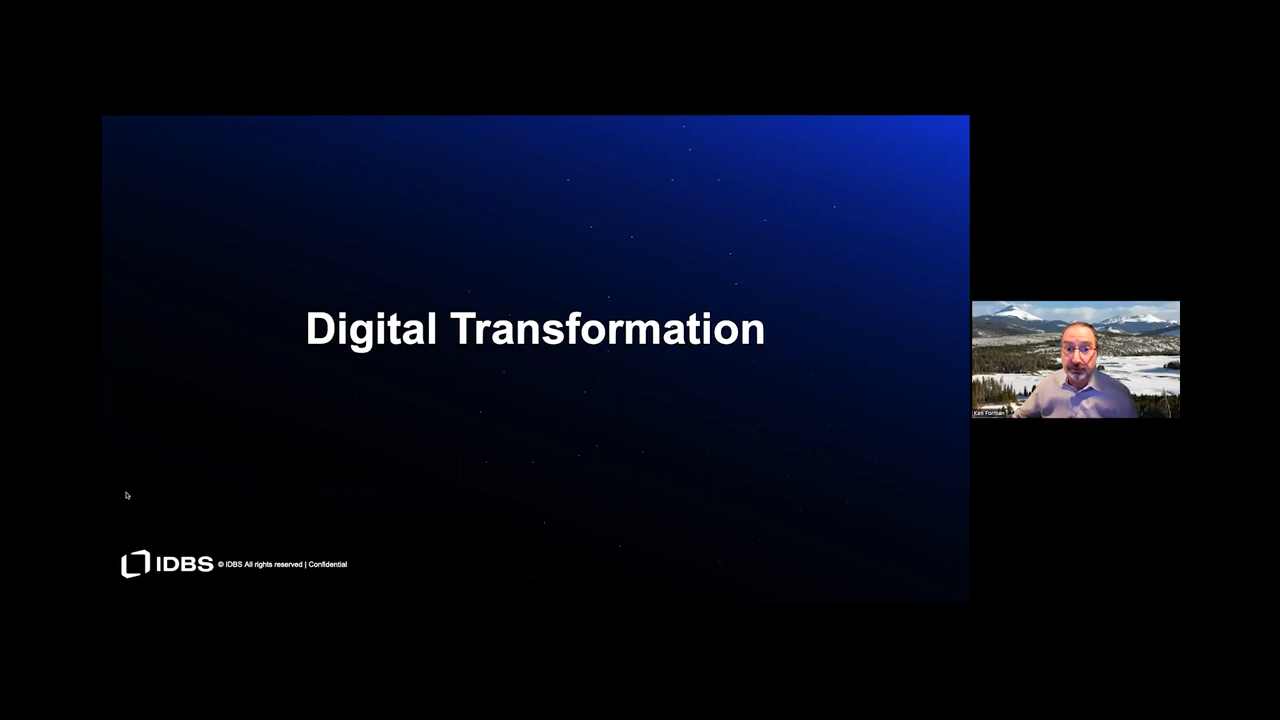 Digital Transformation
Ken Forman
IDBS © IDBS All rights reserved | Confidential